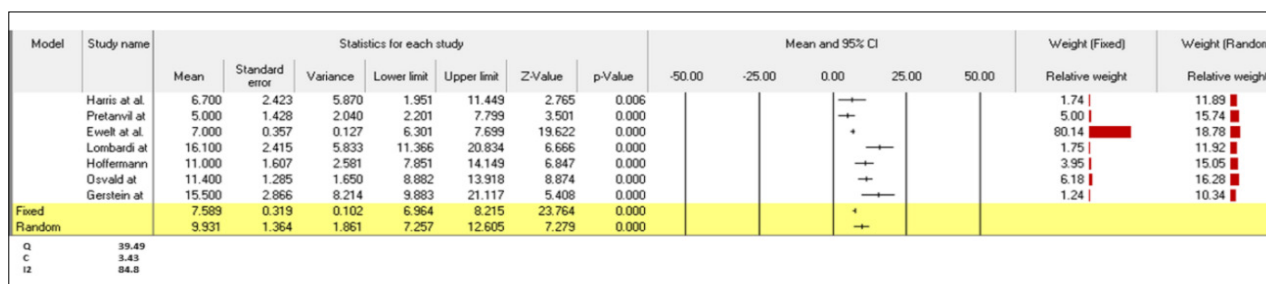 Model Study name Statistics for each study Mean and 95% CI Weight (Fixed) Weight (Random
Mean Standard error Variance Lower limit Upper limit Z-Value p-Value -50.00 -25.00 0.00 25.00 50.00 Relative weight Relative weight
Harris at al. 6.700 2.423 5.870 1.951 11.449 2.765 0.006 1.74 11.89
Pretanvil at 5.000 1.428 2.040 2.201 7.799 3.501 0.000 5.00 15.74
Ewelt at al. 7.000 0.357 0.127 6.301 7.699 19.622 0.000 80.14 18.78
Lombardi at 16.100 2.415 5.833 11.366 20.834 6.666 0.000 1.75 11.92
Hoffermann 11.000 1.607 2.581 7.851 14.149 6.847 0.000 3.95 15.05
Osvald at 11.400 1.285 1.650 8.882 13.918 8.874 0.000 6.18 16.28
Gerstein at 15.500 2.866 8.214 9.883 21.117 5.408 0.000 1.24 10.34
Fixed 7.589 0.319 0.102 6.964 8.215 23.764 0.000
Random 9.931 1.364 1.861 7.257 12.605 7.279 0.000
Q 39.49
C 3.43
I2 84.8